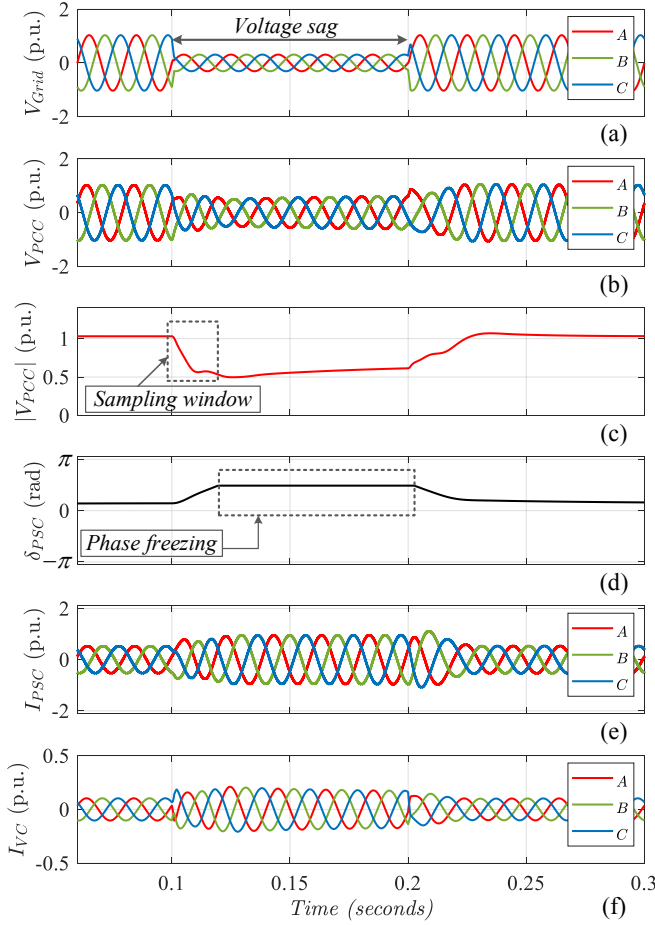 2
Voltage sag
A
B
C
0
-2
V_Grid (p.u.)
(a)
2
A
B
C
0
-2
V_PCC (p.u.)
(b)
1
0.5
0
|V_PCC| (p.u.)
Sampling window
(c)
π
0
-π
δ_PSC (rad)
Phase freezing
(d)
2
A
B
C
0
-2
I_PSC (p.u.)
(e)
0.5
A
B
C
0
-0.5
I_VC (p.u.)
0.1
0.15
0.2
0.25
0.3
Time (seconds)
(f)